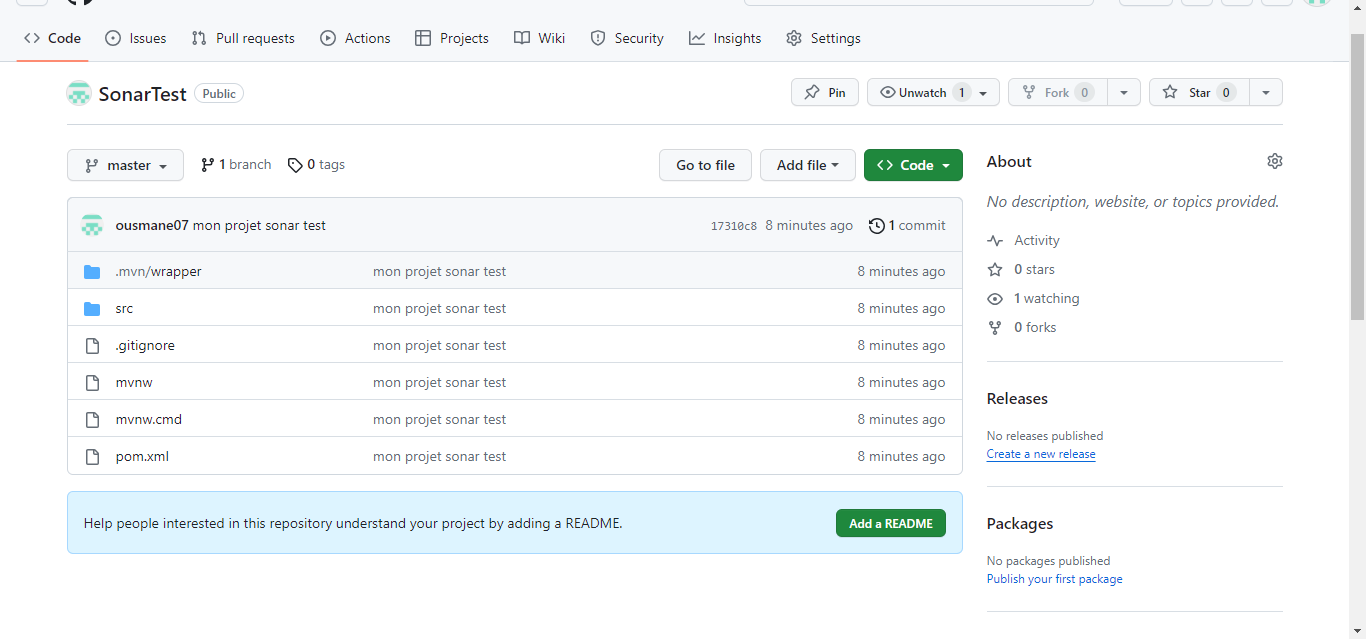 Code Issues Pull requests Actions Projects Wiki Security Insights Settings
SonarTest Public Pin Unwatch 1 Fork 0 Star 0
master 1 branch 0 tags Go to file Add file Code
ousmane07 mon projet sonar test 17310c8 8 minutes ago 1 commit
.mvn/wrapper mon projet sonar test 8 minutes ago
src mon projet sonar test 8 minutes ago
.gitignore mon projet sonar test 8 minutes ago
mvnw mon projet sonar test 8 minutes ago
mvnw.cmd mon projet sonar test 8 minutes ago
pom.xml mon projet sonar test 8 minutes ago
Help people interested in this repository understand your project by adding a README. Add a README
About
No description, website, or topics provided.
Activity
0 stars
1 watching
0 forks
Releases
No releases published
Create a new release
Packages
No packages published
Publish your first package